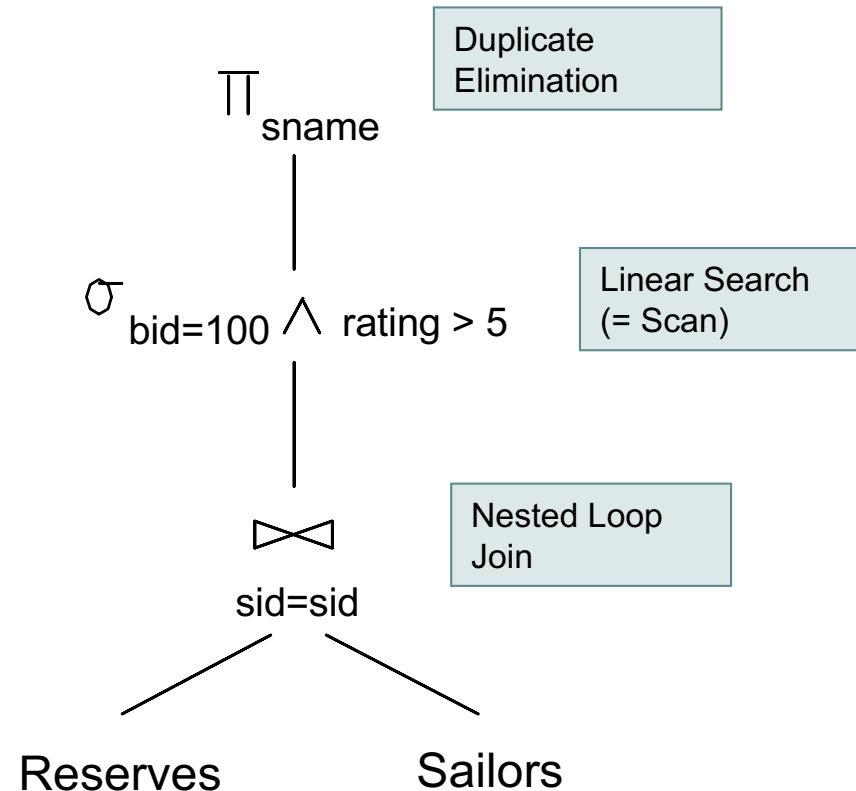 Duplicate
Elimination
π sname
σ bid=100 ∧ rating > 5
Linear Search
(= Scan)
⋈
Nested Loop
Join
sid=sid
Reserves Sailors